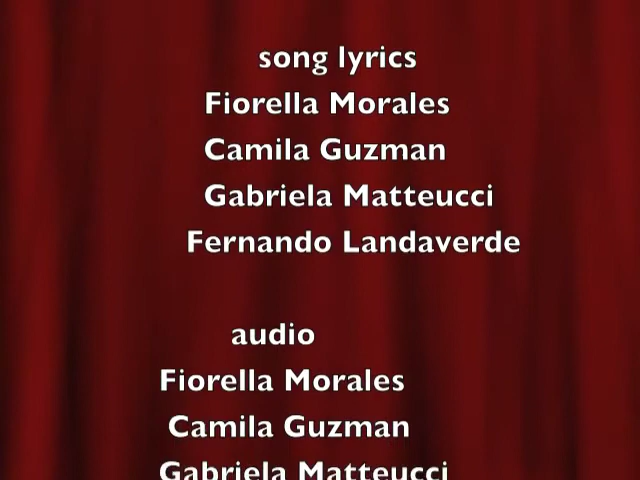 song lyrics
Fiorella Morales
Camila Guzman
Gabriela Matteucci
Fernando Landaverde
audio
Fiorella Morales
Camila Guzman
Gabriela Matteucci